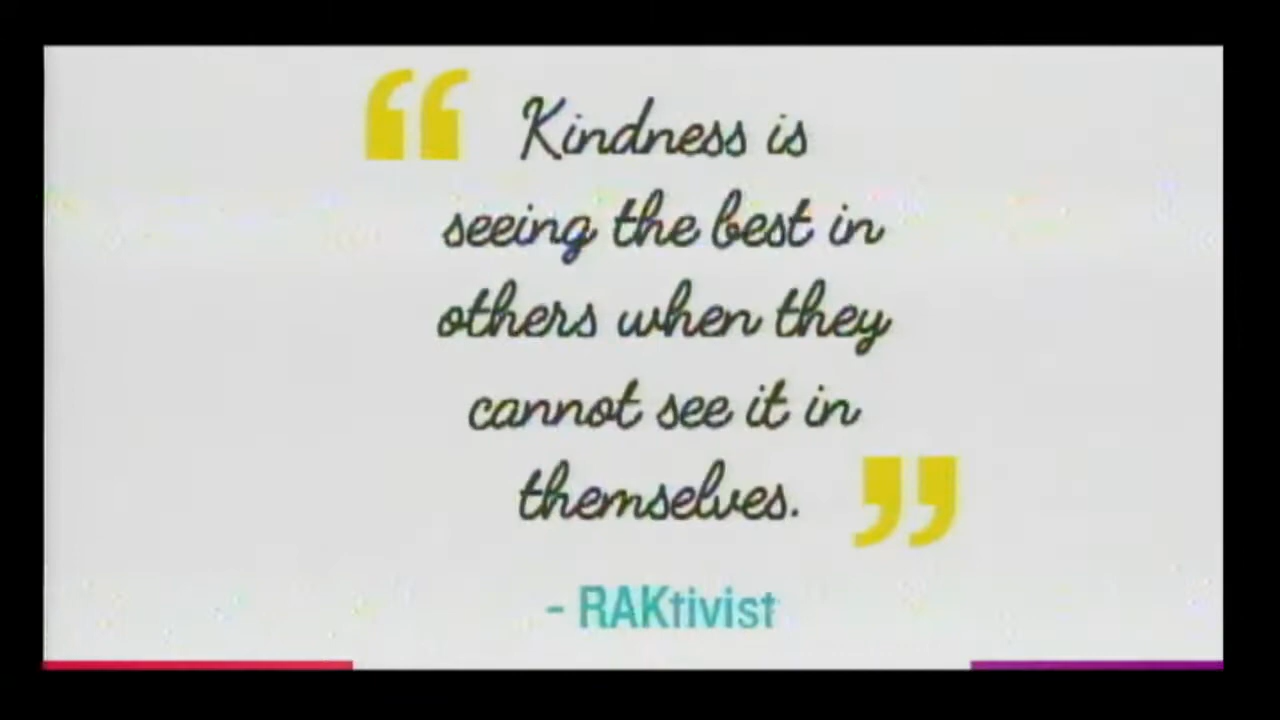 “ Kindness is
seeing the best in
others when they
cannot see it in
themselves. ”
- RAKtivist